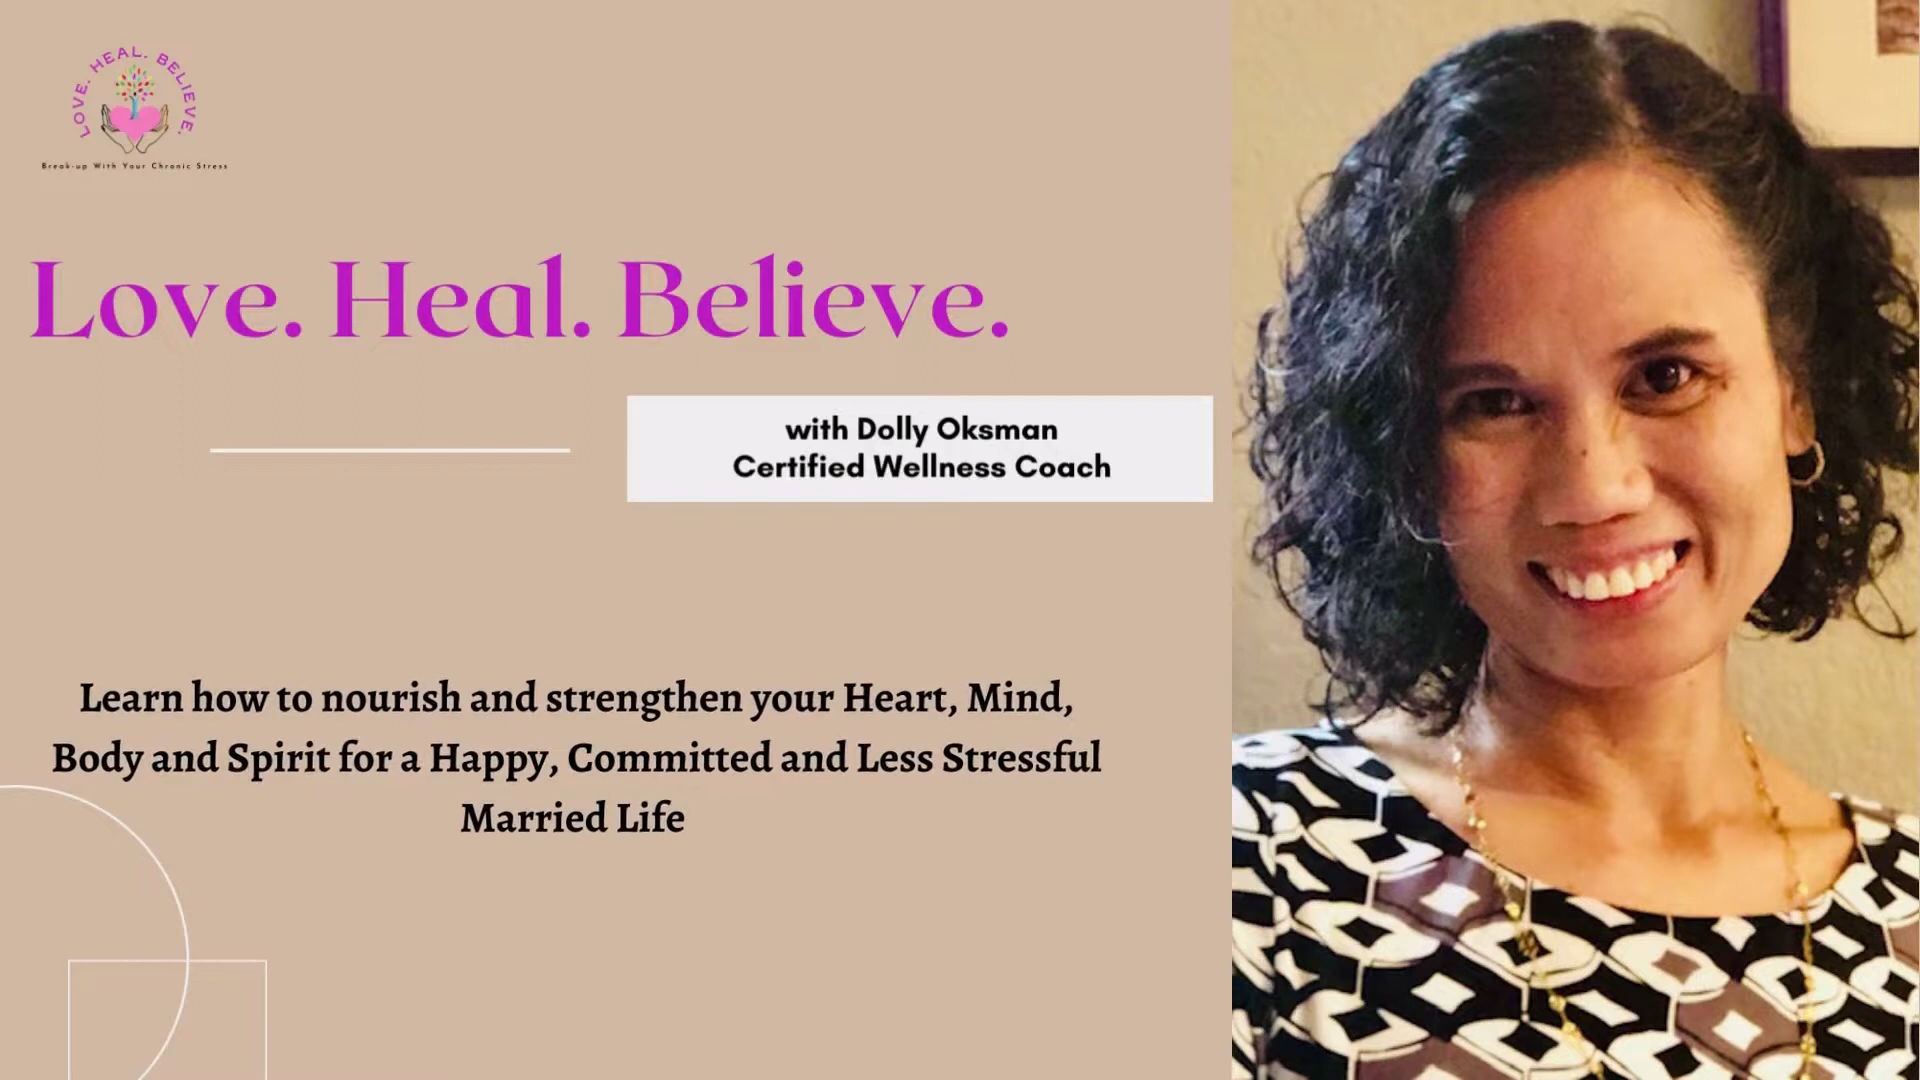 LOVE. HEAL. BELIEVE.
Break-up With Your Chronic Stress
Love. Heal. Believe.
with Dolly Oksman
Certified Wellness Coach
Learn how to nourish and strengthen your Heart, Mind,
Body and Spirit for a Happy, Committed and Less Stressful
Married Life